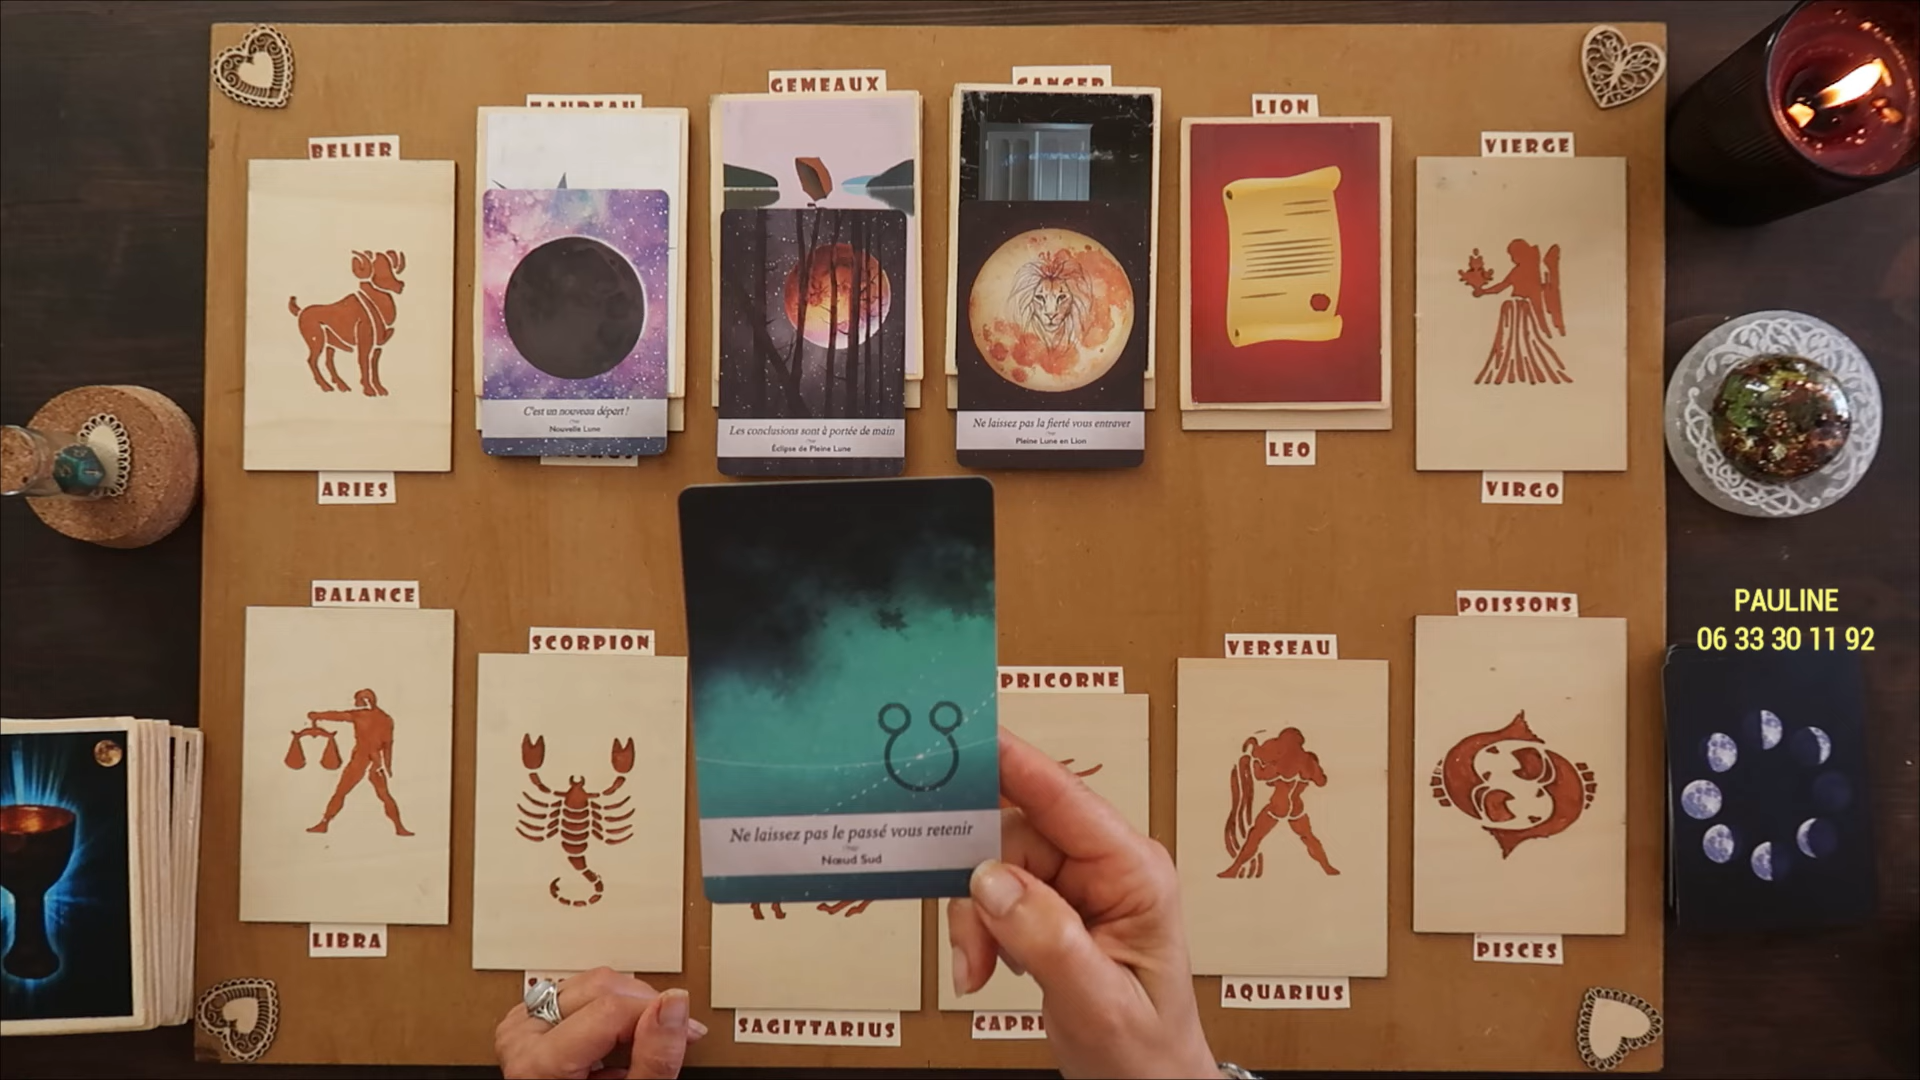 BELIER
GEMEAUX
CANCER
LION
VIERGE
C'est un nouveau départ !
Nouvelle Lune
Les conclusions sont à portée de main
Éclipse de Pleine Lune
Ne laissez pas la fierté vous entraver
Pleine Lune en Lion
ARIES
LEO
VIRGO
BALANCE
SCORPION
PRICORNE
VERSEAU
POISSONS
PAULINE
06 33 30 11 92
Ne laissez pas le passé vous retenir
Nœud Sud
LIBRA
SAGITTARIUS
CAPRI
AQUARIUS
PISCES